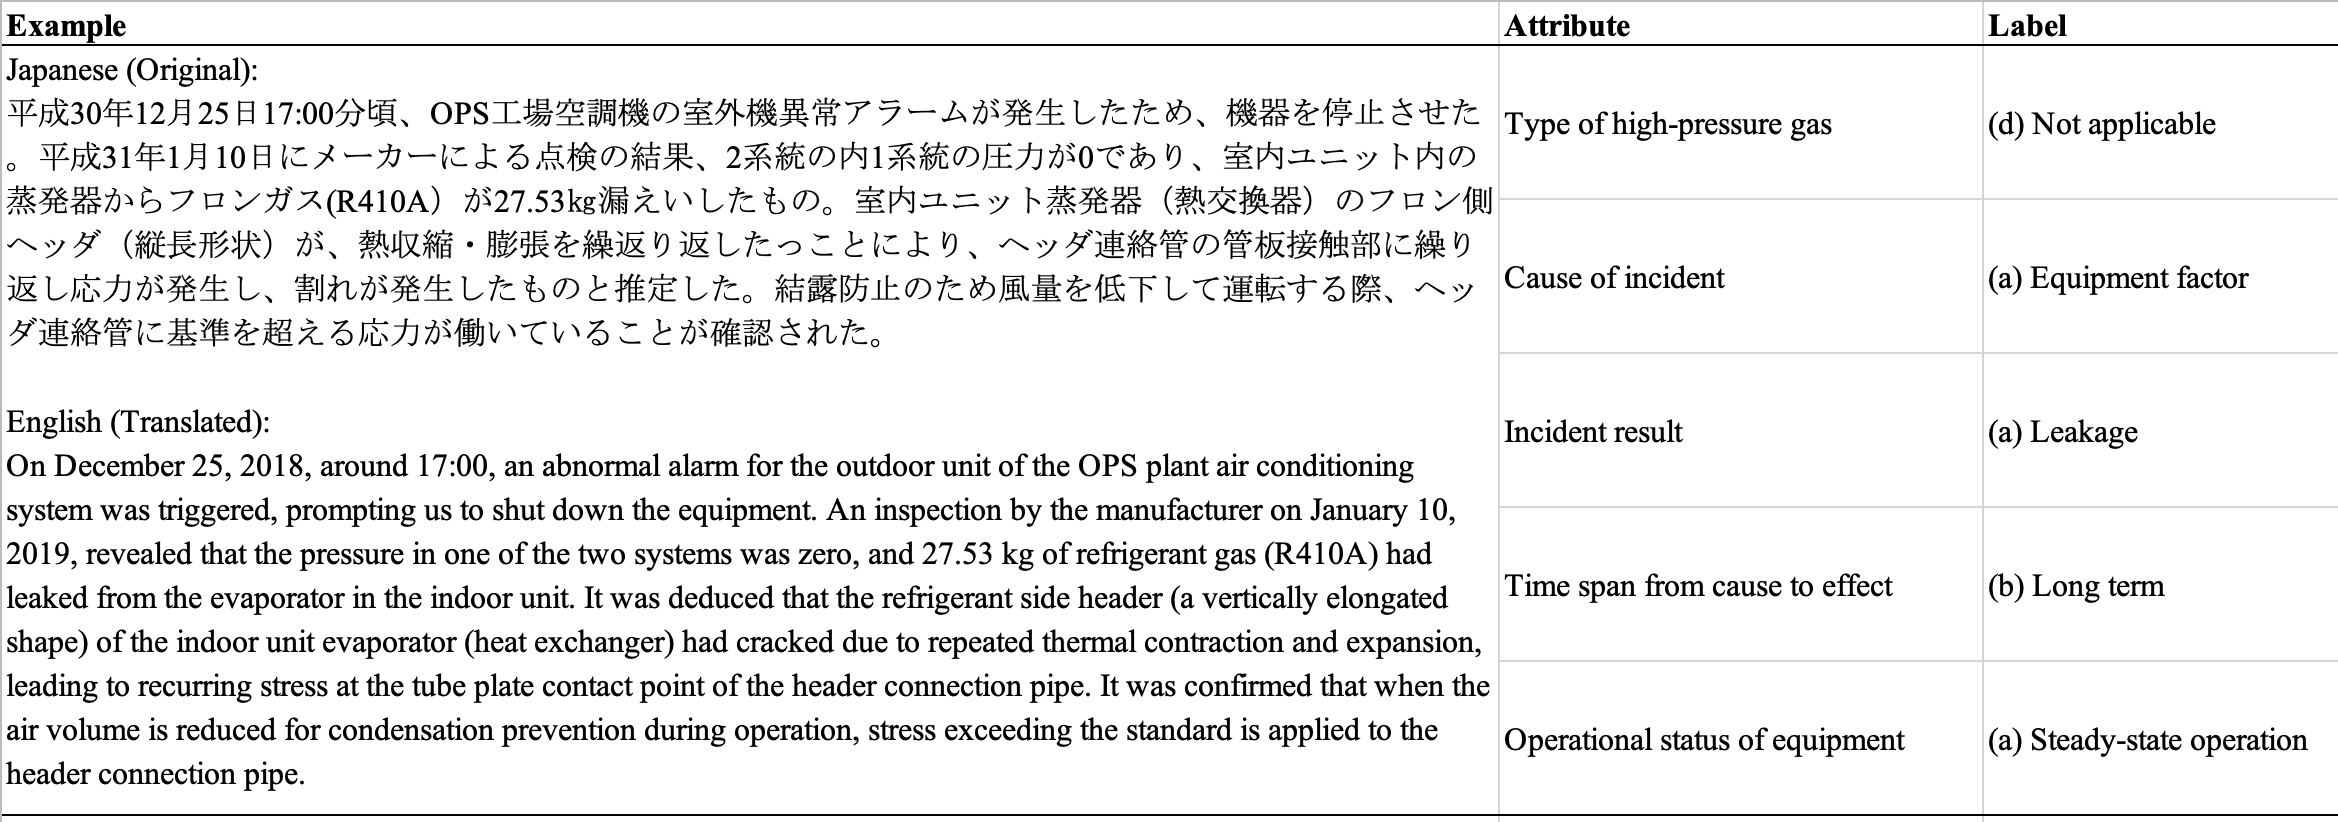 Example
Attribute
Label
Japanese (Original):
平成30年12月25日17:00分頃、OPS工場空調機の室外機異常アラームが発生したため、機器を停止させた
。平成31年1月10日にメーカーによる点検の結果、2系統の内1系統の圧力が0であり、室内ユニット内の
蒸発器からフロンガス(R410A）が27.53㎏漏えいしたもの。室内ユニット蒸発器（熱交換器）のフロン側
ヘッダ（縦長形状）が、熱収縮・膨張を繰返り返したっことにより、ヘッダ連絡管の管板接触部に繰り
返し応力が発生し、割れが発生したものと推定した。結露防止のため風量を低下して運転する際、ヘッ
ダ連絡管に基準を超える応力が働いていることが確認された。
English (Translated):
On December 25, 2018, around 17:00, an abnormal alarm for the outdoor unit of the OPS plant air conditioning
system was triggered, prompting us to shut down the equipment. An inspection by the manufacturer on January 10,
2019, revealed that the pressure in one of the two systems was zero, and 27.53 kg of refrigerant gas (R410A) had
leaked from the evaporator in the indoor unit. It was deduced that the refrigerant side header (a vertically elongated
shape) of the indoor unit evaporator (heat exchanger) had cracked due to repeated thermal contraction and expansion,
leading to recurring stress at the tube plate contact point of the header connection pipe. It was confirmed that when the
air volume is reduced for condensation prevention during operation, stress exceeding the standard is applied to the
header connection pipe.
Type of high-pressure gas
(d) Not applicable
Cause of incident
(a) Equipment factor
Incident result
(a) Leakage
Time span from cause to effect
(b) Long term
Operational status of equipment
(a) Steady-state operation